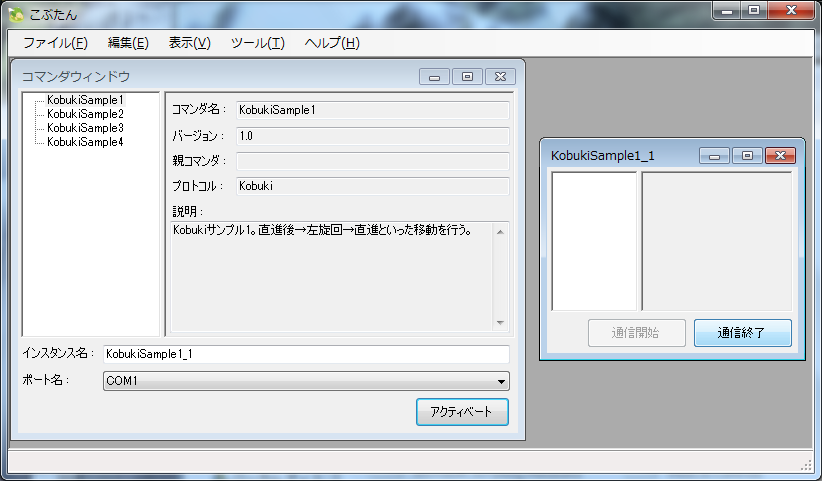 こぶたん
ファイル(F) 編集(E) 表示(V) ツール(T) ヘルプ(H)
コマンダウィンドウ
KobukiSample1
KobukiSample2
KobukiSample3
KobukiSample4
コマンダ名： KobukiSample1
バージョン： 1.0
親コマンダ：
プロトコル： Kobuki
説明：
Kobukiサンプル1。直進後→左旋回→直進といった移動を行う。
インスタンス名： KobukiSample1_1
ポート名： COM1
アクティベート
KobukiSample1_1
通信開始 通信終了